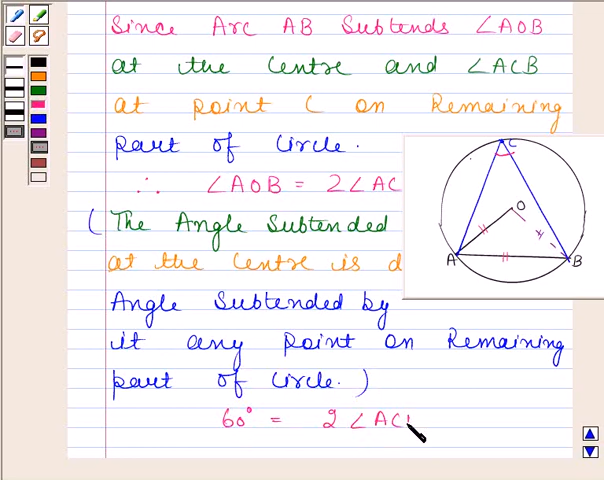 Since Arc AB Subtends ∠AOB
at the Centre and ∠ACB
at point C on Remaining
part of Circle.
∴ ∠AOB = 2∠AC
(The Angle Subtended
at the Centre is d
Angle Subtended by
it any point on Remaining
part of Circle.)
60° = 2 ∠AC
C
O
A
B